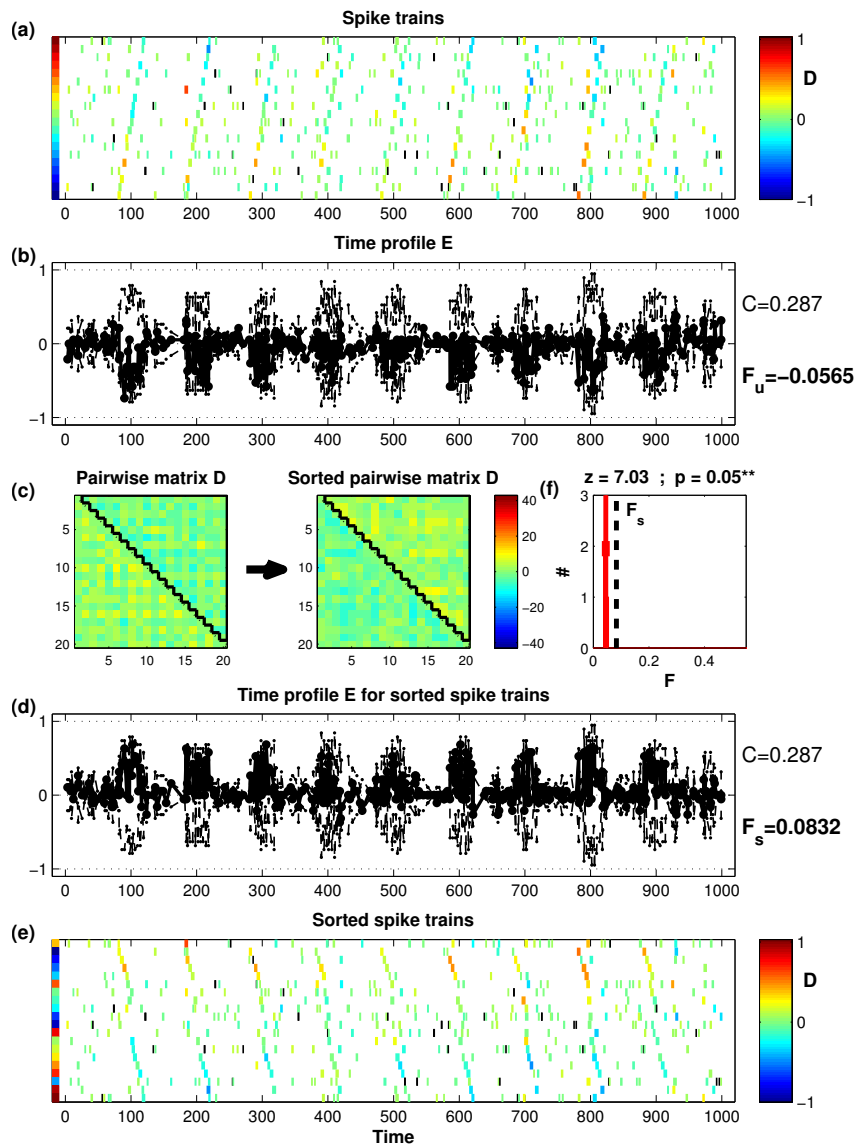 (a)
Spike trains
1
D
0
−1
0 100 200 300 400 500 600 700 800 900 1000
(b)
Time profile E
1
0
−1
C=0.287
F_u=−0.0565
0 100 200 300 400 500 600 700 800 900 1000
(c)
Pairwise matrix D
5
10
15
20
5 10 15 20
Sorted pairwise matrix D
5
10
15
20
5 10 15 20
40
20
0
−20
−40
(f)
z = 7.03 ; p = 0.05**
3
2
1
0
#
F_s
0 0.2 0.4
F
(d)
Time profile E for sorted spike trains
1
0
−1
C=0.287
F_s=0.0832
0 100 200 300 400 500 600 700 800 900 1000
(e)
Sorted spike trains
1
D
0
−1
0 100 200 300 400 500 600 700 800 900 1000
Time